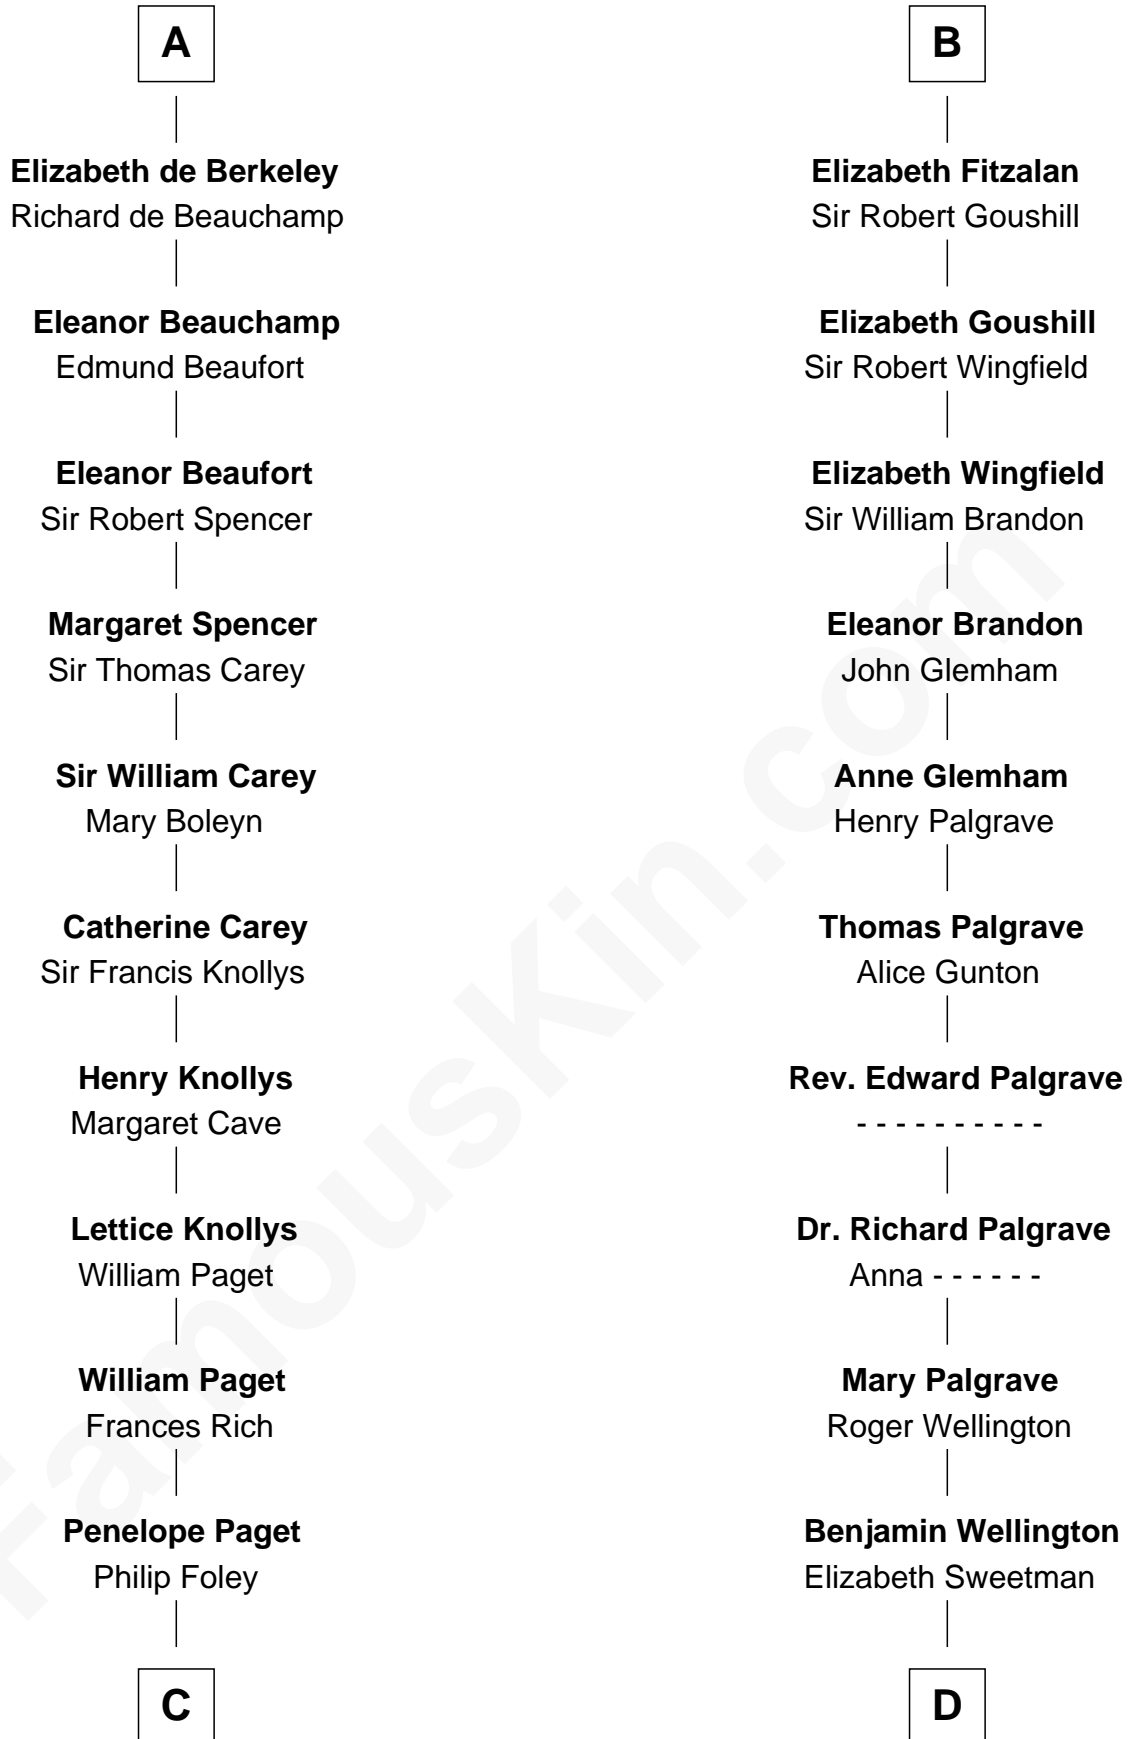 A
Elizabeth de Berkeley
Richard de Beauchamp
Eleanor Beauchamp
Edmund Beaufort
Eleanor Beaufort
Sir Robert Spencer
Margaret Spencer
Sir Thomas Carey
Sir William Carey
Mary Boleyn
Catherine Carey
Sir Francis Knollys
Henry Knollys
Margaret Cave
Lettice Knollys
William Paget
William Paget
Frances Rich
Penelope Paget
Philip Foley
C
B
Elizabeth Fitzalan
Sir Robert Goushill
Elizabeth Goushill
Sir Robert Wingfield
Elizabeth Wingfield
Sir William Brandon
Eleanor Brandon
John Glemham
Anne Glemham
Henry Palgrave
Thomas Palgrave
Alice Gunton
Rev. Edward Palgrave
- - - - - - - - - -
Dr. Richard Palgrave
Anna - - - - - -
Mary Palgrave
Roger Wellington
Benjamin Wellington
Elizabeth Sweetman
D
FamousKin.com